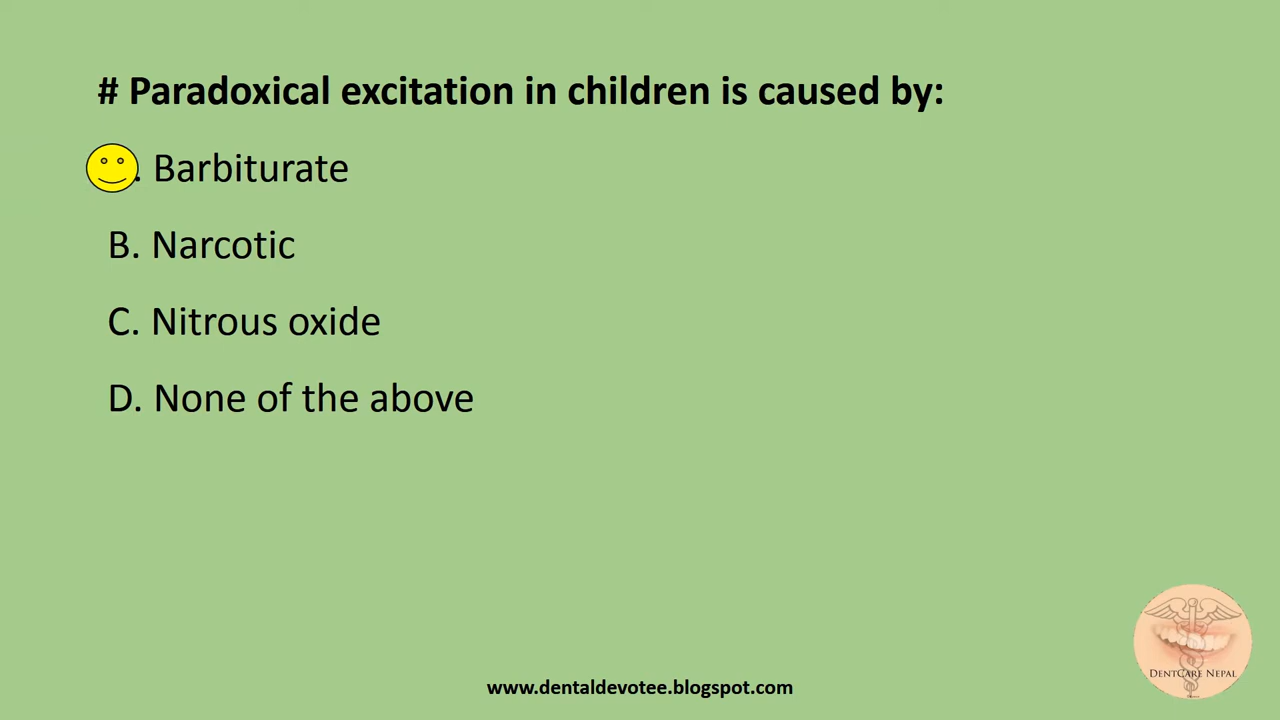 # Paradoxical excitation in children is caused by:
. Barbiturate
B. Narcotic
C. Nitrous oxide
D. None of the above
DentCare Nepal
www.dentaldevotee.blogspot.com